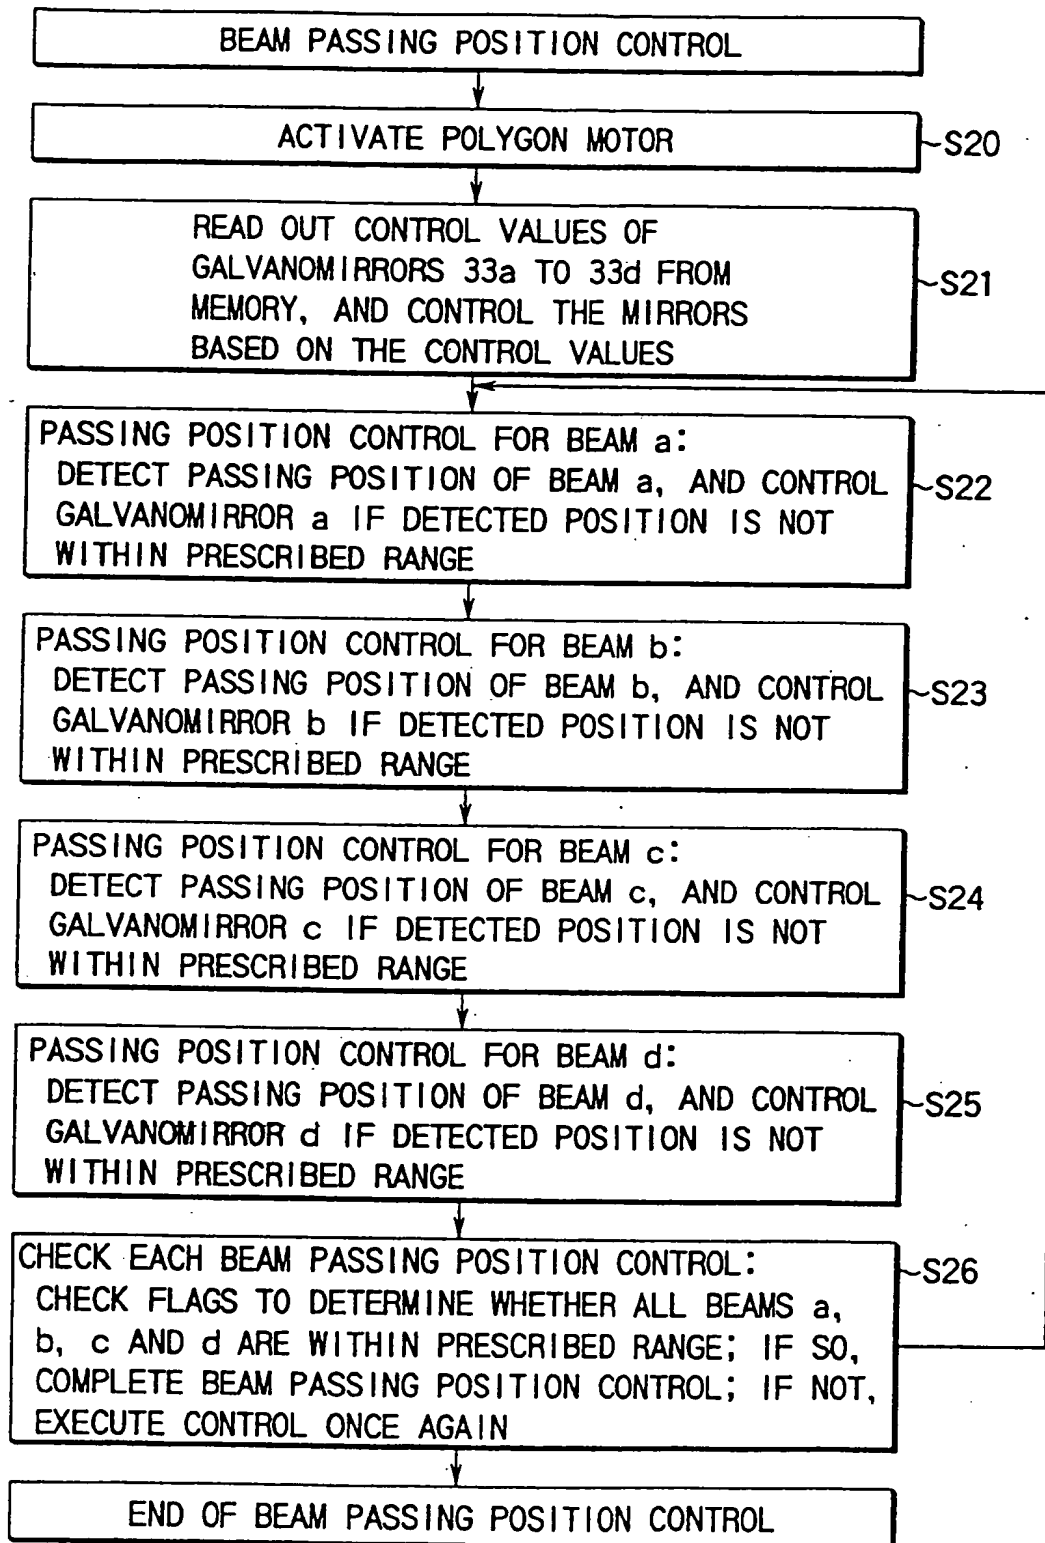 BEAM PASSING POSITION CONTROL
ACTIVATE POLYGON MOTOR
S20
READ OUT CONTROL VALUES OF
GALVANOMIRRORS 33a TO 33d FROM
MEMORY, AND CONTROL THE MIRRORS
BASED ON THE CONTROL VALUES
S21
PASSING POSITION CONTROL FOR BEAM a:
DETECT PASSING POSITION OF BEAM a, AND CONTROL
GALVANOMIRROR a IF DETECTED POSITION IS NOT
WITHIN PRESCRIBED RANGE
S22
PASSING POSITION CONTROL FOR BEAM b:
DETECT PASSING POSITION OF BEAM b, AND CONTROL
GALVANOMIRROR b IF DETECTED POSITION IS NOT
WITHIN PRESCRIBED RANGE
S23
PASSING POSITION CONTROL FOR BEAM c:
DETECT PASSING POSITION OF BEAM c, AND CONTROL
GALVANOMIRROR c IF DETECTED POSITION IS NOT
WITHIN PRESCRIBED RANGE
S24
PASSING POSITION CONTROL FOR BEAM d:
DETECT PASSING POSITION OF BEAM d, AND CONTROL
GALVANOMIRROR d IF DETECTED POSITION IS NOT
WITHIN PRESCRIBED RANGE
S25
CHECK EACH BEAM PASSING POSITION CONTROL:
CHECK FLAGS TO DETERMINE WHETHER ALL BEAMS a,
b, c AND d ARE WITHIN PRESCRIBED RANGE; IF SO,
COMPLETE BEAM PASSING POSITION CONTROL; IF NOT,
EXECUTE CONTROL ONCE AGAIN
S26
END OF BEAM PASSING POSITION CONTROL